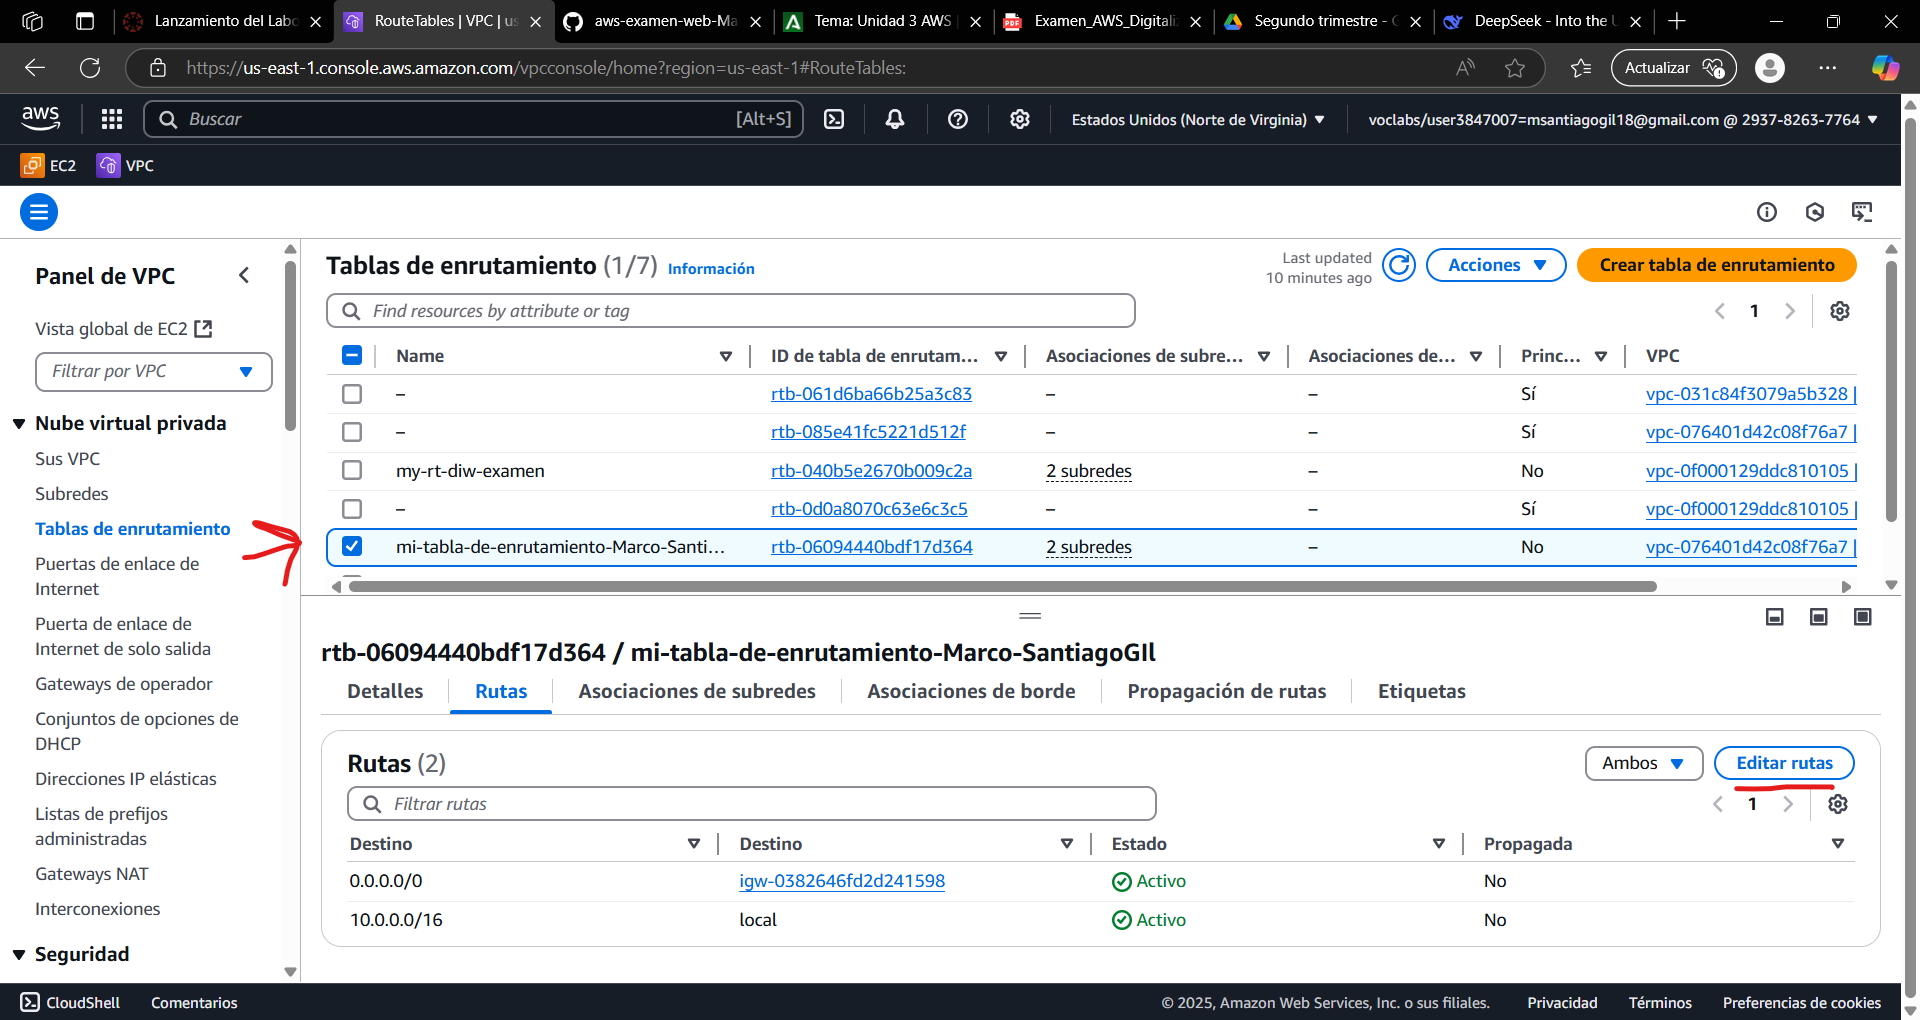 Lanzamiento del Labo
RouteTables | VPC | us
aws-examen-web-Ma
Tema: Unidad 3 AWS |
Examen_AWS_Digitaliz
Segundo trimestre - G
DeepSeek - Into the U
https://us-east-1.console.aws.amazon.com/vpcconsole/home?region=us-east-1#RouteTables:
Actualizar
aws
Buscar
[Alt+S]
Estados Unidos (Norte de Virginia)
voclabs/user3847007=msantiagogil18@gmail.com @ 2937-8263-7764
EC2
VPC
Panel de VPC
Vista global de EC2
Filtrar por VPC
Nube virtual privada
Sus VPC
Subredes
Tablas de enrutamiento
Puertas de enlace de
Internet
Puerta de enlace de
Internet de solo salida
Gateways de operador
Conjuntos de opciones de
DHCP
Direcciones IP elásticas
Listas de prefijos
administradas
Gateways NAT
Interconexiones
Seguridad
Tablas de enrutamiento (1/7) Información
Last updated
10 minutes ago
Acciones
Crear tabla de enrutamiento
Find resources by attribute or tag
1
Name ID de tabla de enrutam... Asociaciones de subre... Asociaciones de... Princ... VPC
– rtb-061d6ba66b25a3c83 – – Sí vpc-031c84f3079a5b328 |
– rtb-085e41fc5221d512f – – Sí vpc-076401d42c08f76a7 |
my-rt-diw-examen rtb-040b5e2670b009c2a 2 subredes – No vpc-0f000129ddc810105 |
– rtb-0d0a8070c63e6c3c5 – – Sí vpc-0f000129ddc810105 |
mi-tabla-de-enrutamiento-Marco-Santi... rtb-06094440bdf17d364 2 subredes – No vpc-076401d42c08f76a7 |
rtb-06094440bdf17d364 / mi-tabla-de-enrutamiento-Marco-SantiagoGIl
Detalles Rutas Asociaciones de subredes Asociaciones de borde Propagación de rutas Etiquetas
Rutas (2)
Ambos
Editar rutas
Filtrar rutas
1
Destino Destino Estado Propagada
0.0.0.0/0 igw-0382646fd2d241598 Activo No
10.0.0.0/16 local Activo No
CloudShell Comentarios
© 2025, Amazon Web Services, Inc. o sus filiales. Privacidad Términos Preferencias de cookies